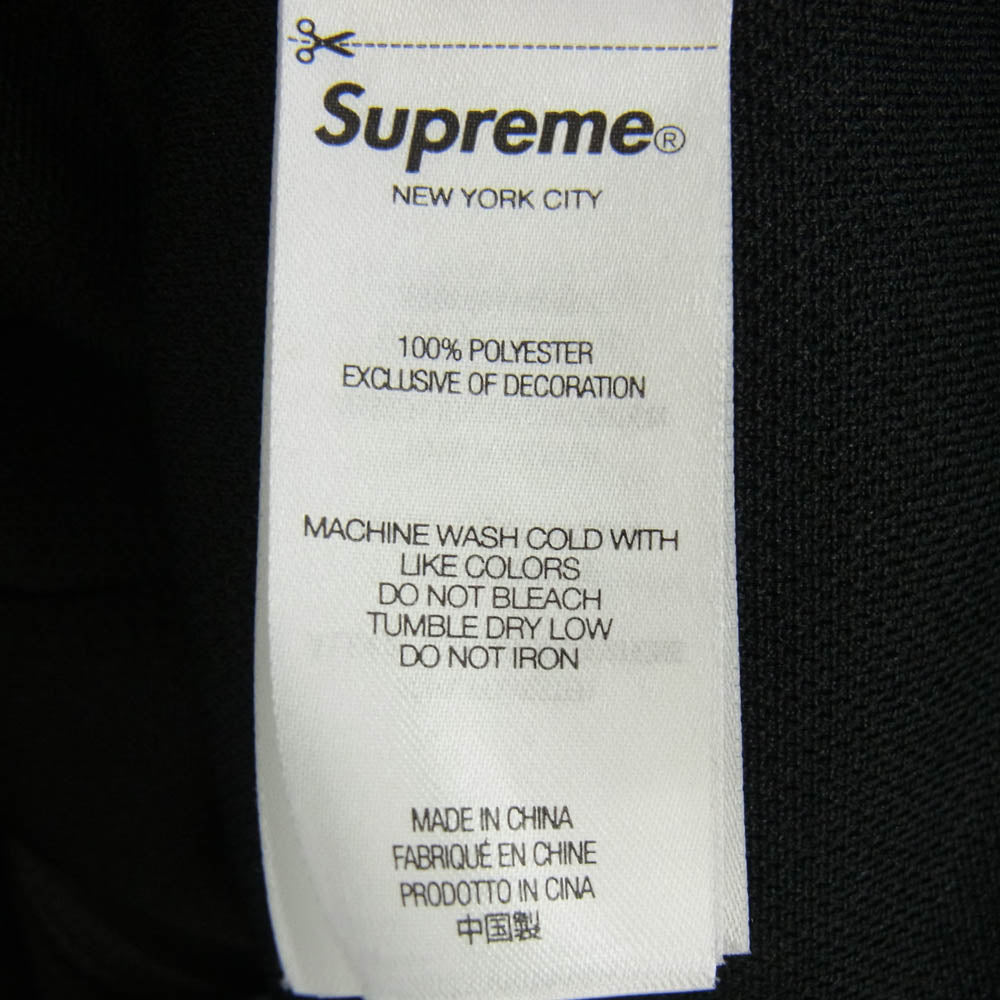 Supreme®
NEW YORK CITY
100% POLYESTER
EXCLUSIVE OF DECORATION
MACHINE WASH COLD WITH
LIKE COLORS
DO NOT BLEACH
TUMBLE DRY LOW
DO NOT IRON
MADE IN CHINA
FABRIQUÉ EN CHINE
PRODOTTO IN CINA
中国製